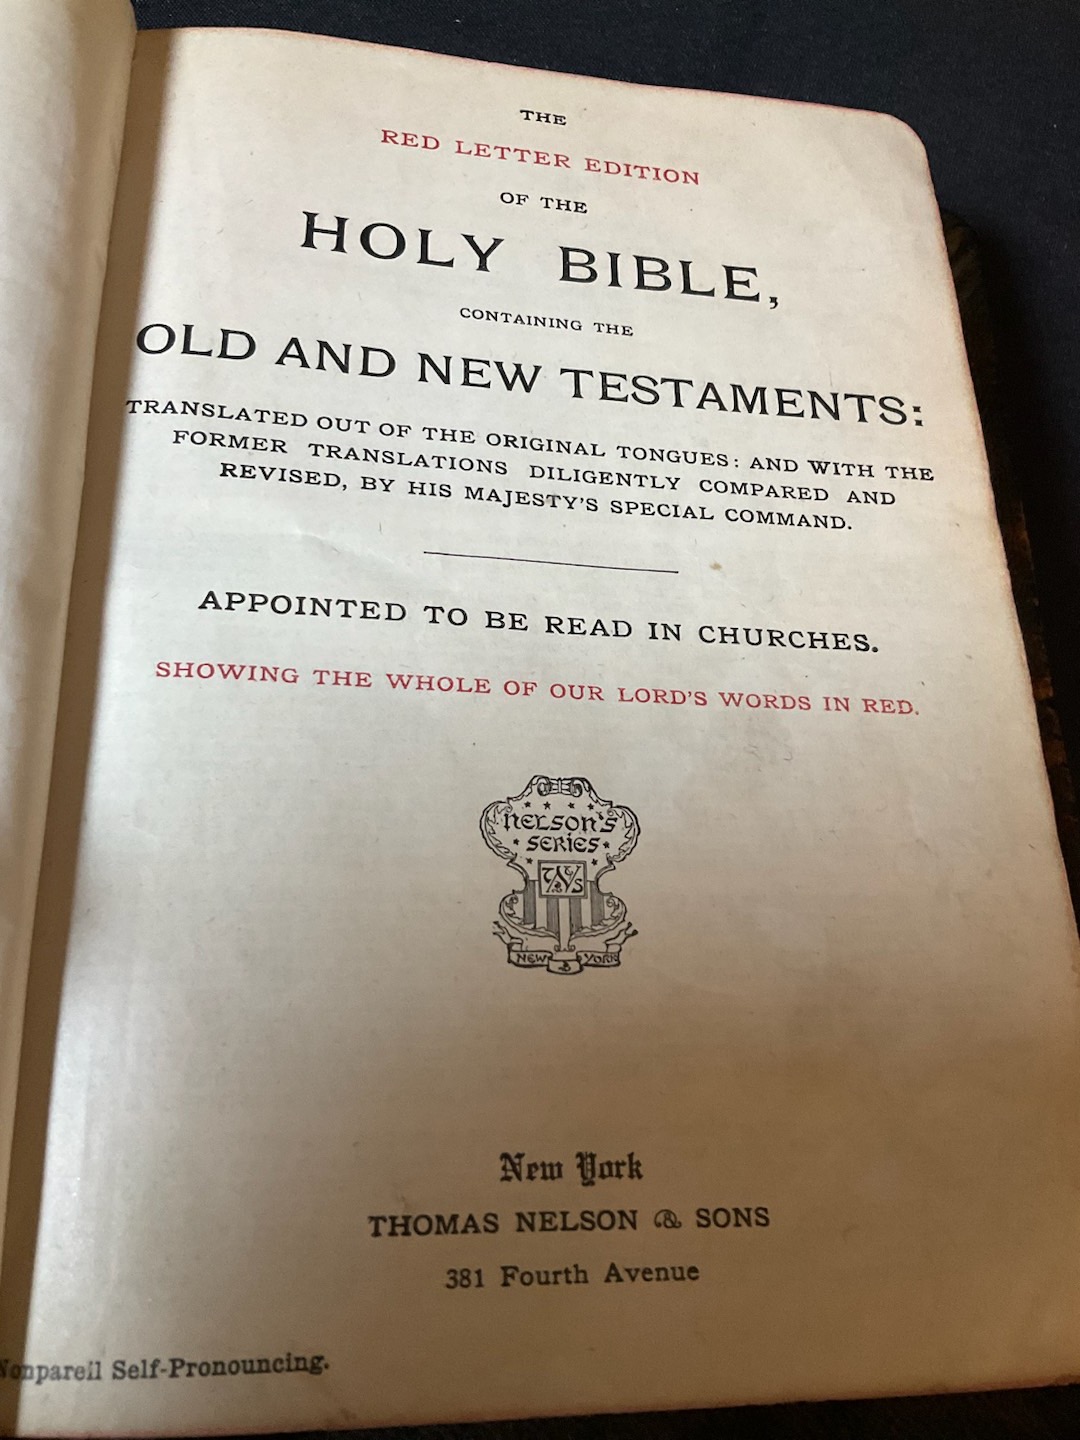 THE
RED LETTER EDITION
OF THE
HOLY BIBLE,
CONTAINING THE
OLD AND NEW TESTAMENTS:
TRANSLATED OUT OF THE ORIGINAL TONGUES: AND WITH THE
FORMER TRANSLATIONS DILIGENTLY COMPARED AND
REVISED, BY HIS MAJESTY'S SPECIAL COMMAND.
APPOINTED TO BE READ IN CHURCHES.
SHOWING THE WHOLE OF OUR LORD'S WORDS IN RED.
NELSON'S
SERIES
NEW YORK
New York
THOMAS NELSON & SONS
381 Fourth Avenue
Nonpareil Self-Pronouncing.